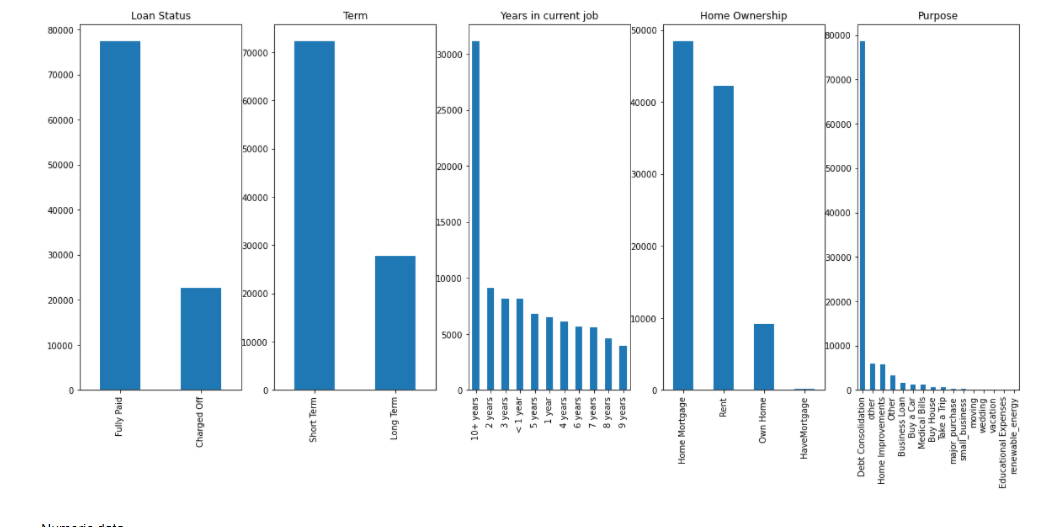 Loan Status
80000
70000
60000
50000
40000
30000
20000
10000
0
Fully Paid
Charged Off
Term
70000
60000
50000
40000
30000
20000
10000
0
Short Term
Long Term
Years in current job
30000
25000
20000
15000
10000
5000
0
10+ years
2 years
3 years
< 1 year
5 years
1 year
4 years
6 years
7 years
8 years
9 years
Home Ownership
50000
40000
30000
20000
10000
0
Home Mortgage
Rent
Own Home
HaveMortgage
Purpose
80000
70000
60000
50000
40000
30000
20000
10000
0
Debt Consolidation
other
Home Improvements
Other
Business Loan
Buy a Car
Medical Bills
Buy House
Take a Trip
major_purchase
small_business
moving
wedding
vacation
Educational Expenses
renewable_energy